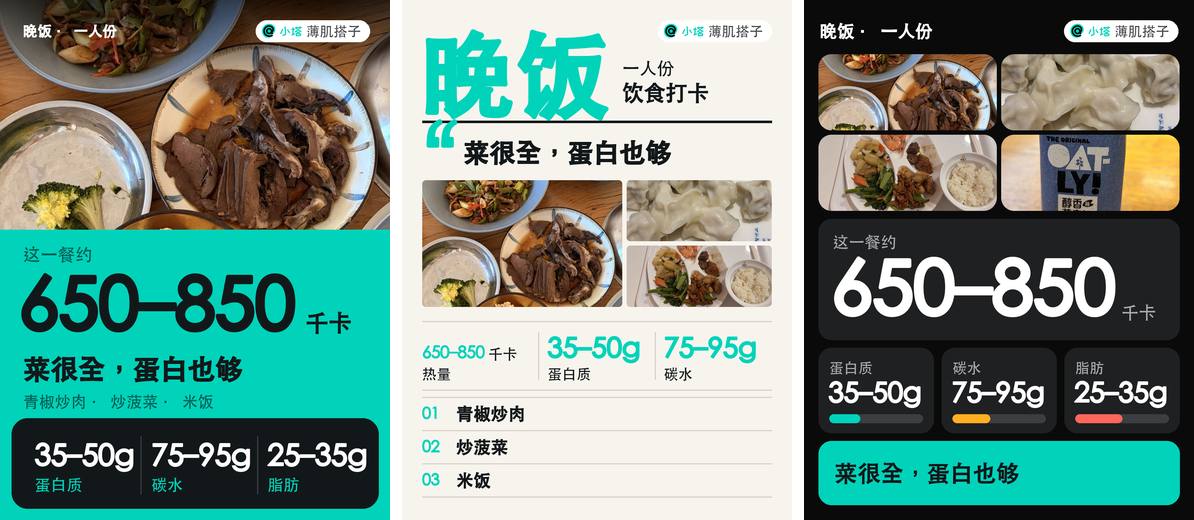 晚饭· 一人份
小塔 薄肌搭子
这一餐约
650–850 千卡
菜很全，蛋白也够
青椒炒肉· 炒菠菜· 米饭
35–50g 75–95g 25–35g
蛋白质 碳水 脂肪
小塔 薄肌搭子
晚饭
一人份
饮食打卡
“
菜很全，蛋白也够
650–850 千卡 35–50g 75–95g
热量 蛋白质 碳水
01 青椒炒肉
02 炒菠菜
03 米饭
晚饭· 一人份
小塔 薄肌搭子
THE ORIGINAL
OAT-
LY!
醇香
这一餐约
650–850 千卡
蛋白质 碳水 脂肪
35–50g 75–95g 25–35g
菜很全，蛋白也够